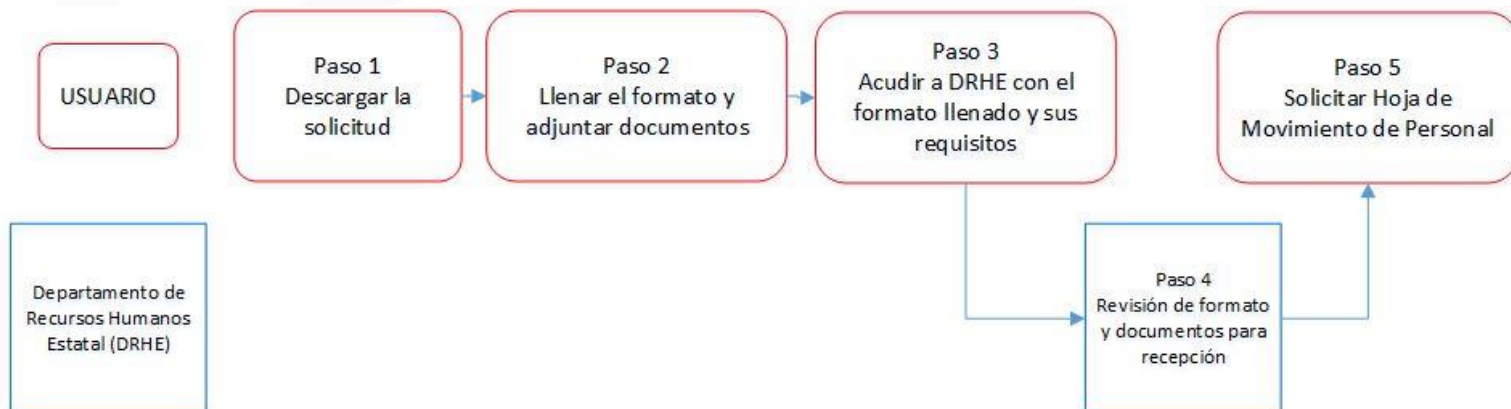 USUARIO
Paso 1
Descargar la
solicitud
Paso 2
Llenar el formato y
adjuntar documentos
Paso 3
Acudir a DRHE con el
formato llenado y sus
requisitos
Paso 5
Solicitar Hoja de
Movimiento de Personal
Departamento de
Recursos Humanos
Estatal (DRHE)
Paso 4
Revisión de formato
y documentos para
recepción